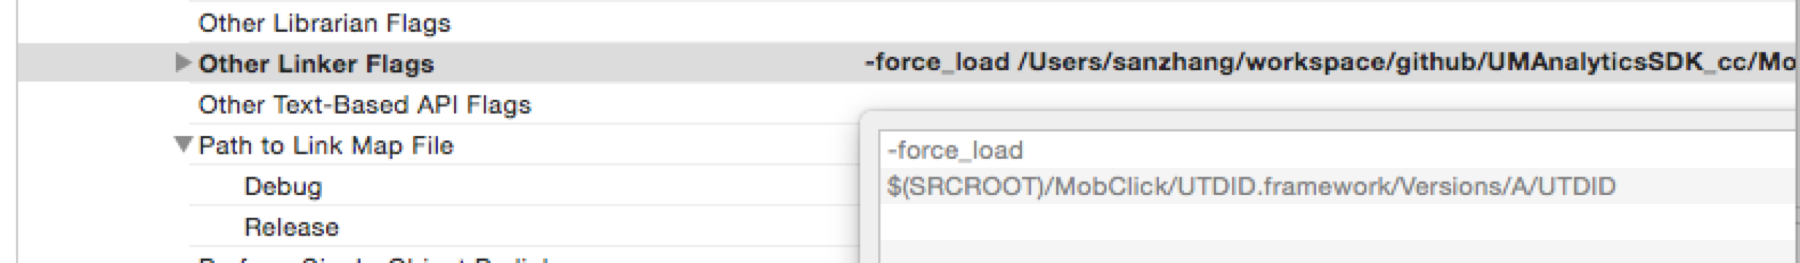 Other Librarian Flags
Other Linker Flags -force_load /Users/sanzhang/workspace/github/UMAnalyticsSDK_cc/Mo
Other Text-Based API Flags
Path to Link Map File
-force_load
Debug
$(SRCROOT)/MobClick/UTDID.framework/Versions/A/UTDID
Release